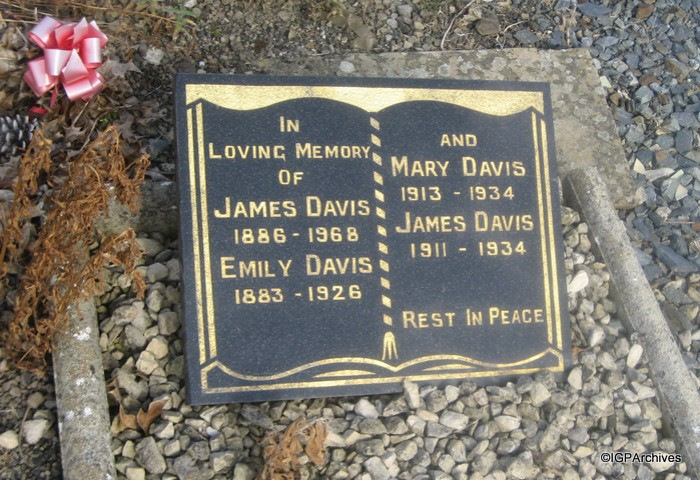 In
Loving Memory
Of
James Davis
1886 - 1968
Emily Davis
1883 - 1926
and
Mary Davis
1913 - 1934
James Davis
1911 - 1934
Rest In Peace
©IGPArchives